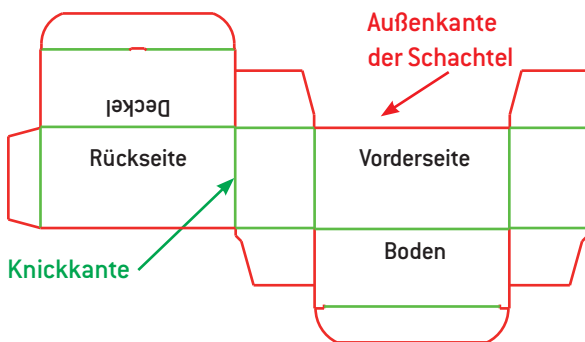 Außenkante
der Schachtel
Deckel
Rückseite
Vorderseite
Boden
Knickkante